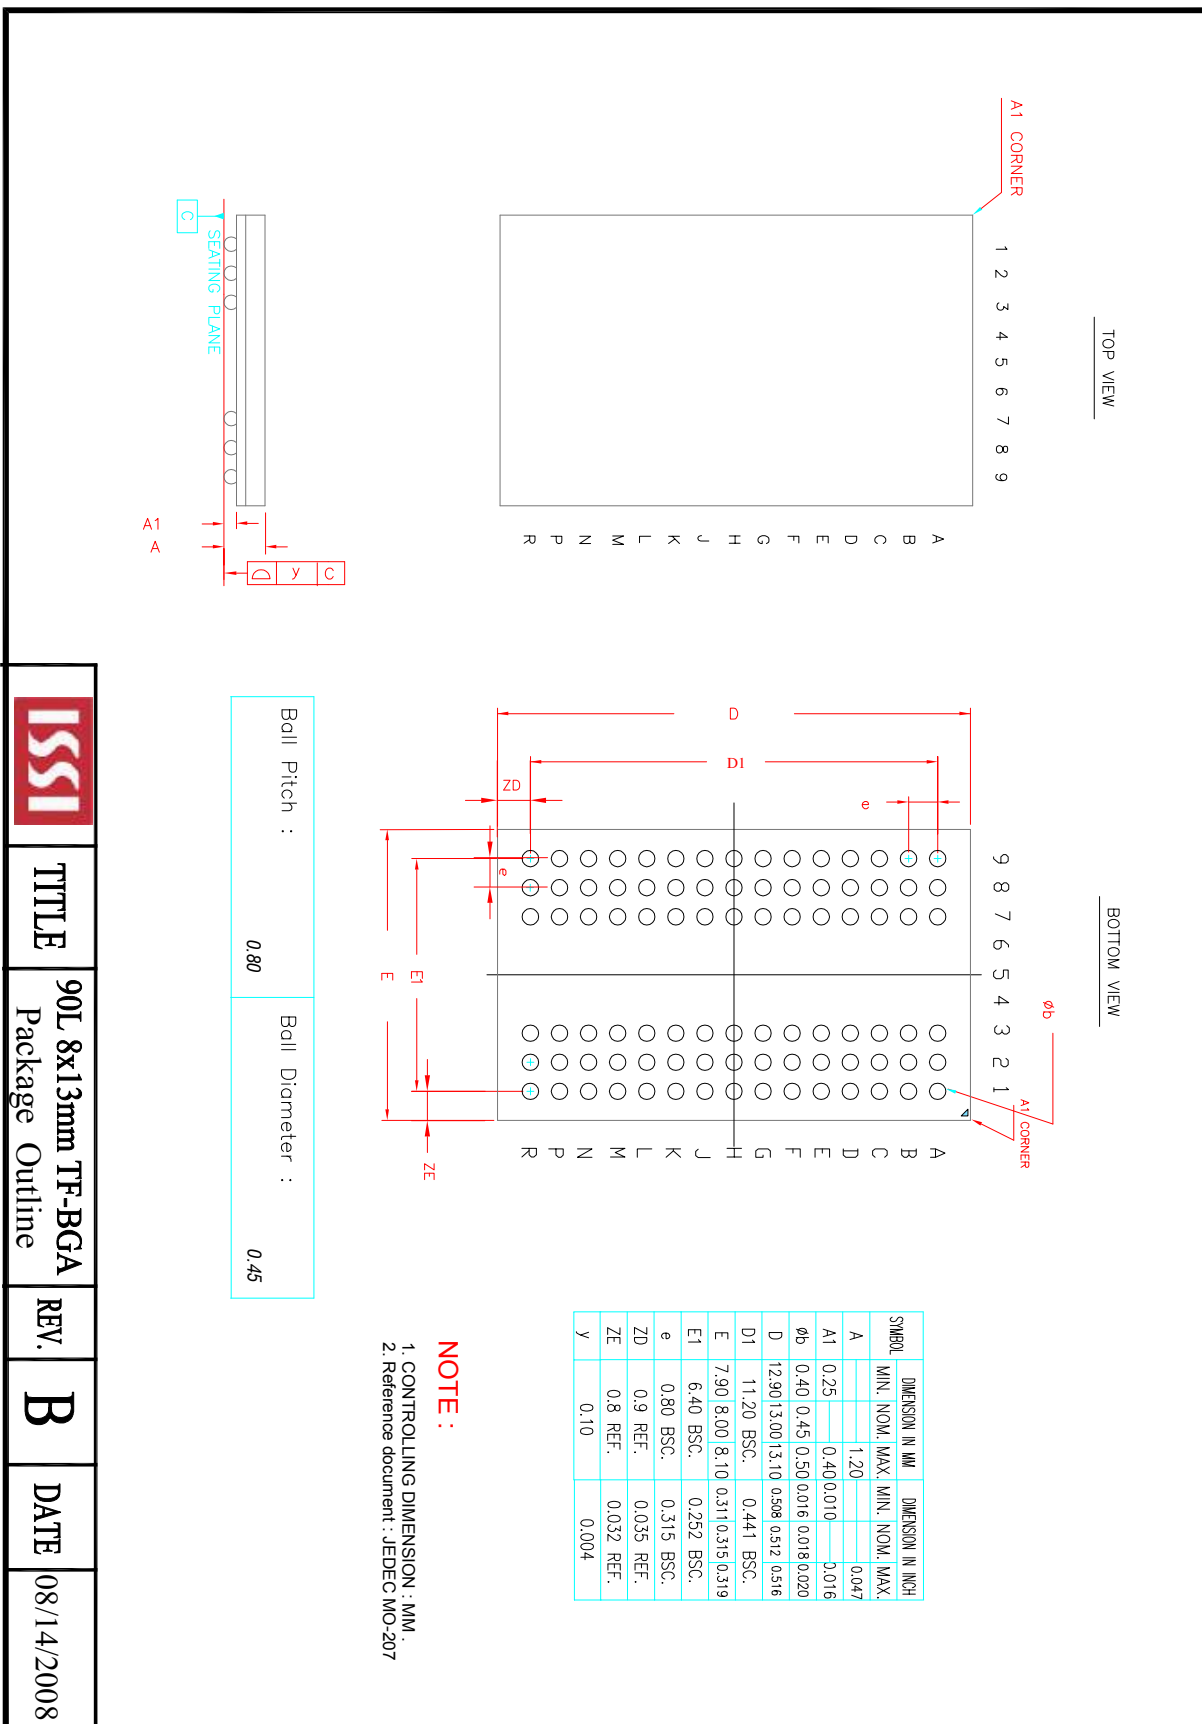 TOP VIEW
A1 CORNER
1 2 3 4 5 6 7 8 9
A
B
C
D
E
F
G
H
J
K
L
M
N
P
R
SEATING PLANE
C
A1
A
y C
BOTTOM VIEW
Øb
A1 CORNER
9 8 7 6 5 4 3 2 1
A
B
C
D
E
F
G
H
J
K
L
M
N
P
R
e
D
D1
ZD
e
E1
E
ZE
SYMBOL DIMENSION IN MM DIMENSION IN INCH
MIN. NOM. MAX. MIN. NOM. MAX.
A 1.20 0.047
A1 0.25 0.40 0.010 0.016
Øb 0.40 0.45 0.50 0.016 0.018 0.020
D 12.90 13.00 13.10 0.508 0.512 0.516
D1 11.20 BSC. 0.441 BSC.
E 7.90 8.00 8.10 0.311 0.315 0.319
E1 6.40 BSC. 0.252 BSC.
e 0.80 BSC. 0.315 BSC.
ZD 0.9 REF. 0.035 REF.
ZE 0.8 REF. 0.032 REF.
y 0.10 0.004
NOTE :
1. CONTROLLING DIMENSION : MM .
2. Reference document : JEDEC MO-207
Ball Pitch :
0.80
Ball Diameter :
0.45
ISSI
TITLE
90L 8x13mm TF-BGA
Package Outline
REV.
B
DATE
08/14/2008